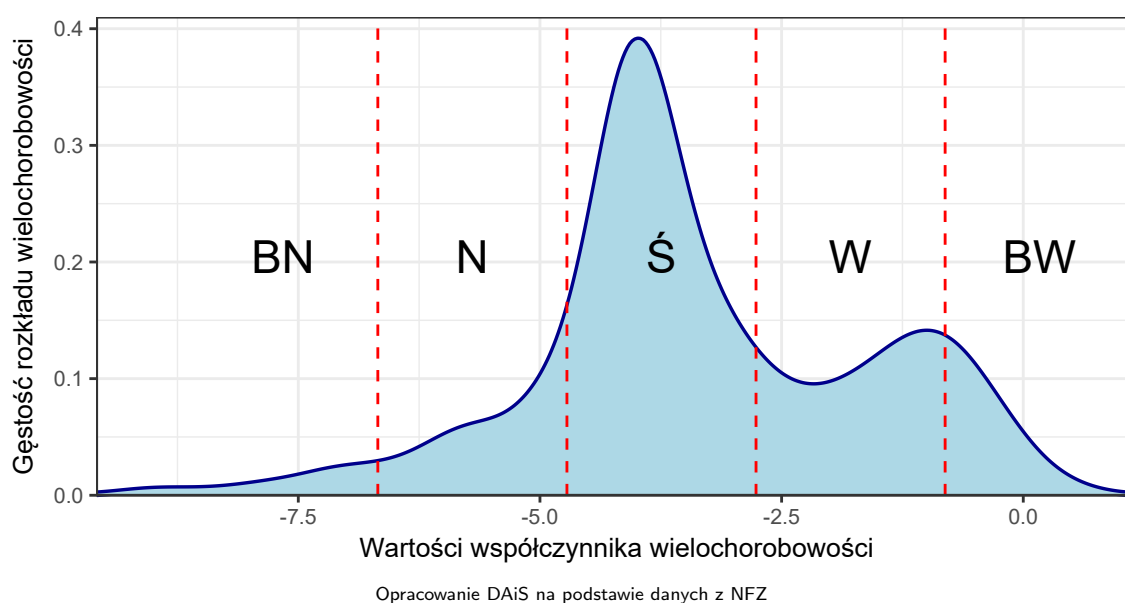 Gęstość rozkładu wielochorobowości
0.4
0.3
0.2
0.1
0.0
BN N Ś W BW
-7.5 -5.0 -2.5 0.0
Wartości współczynnika wielochorobowości
Opracowanie DAiS na podstawie danych z NFZ